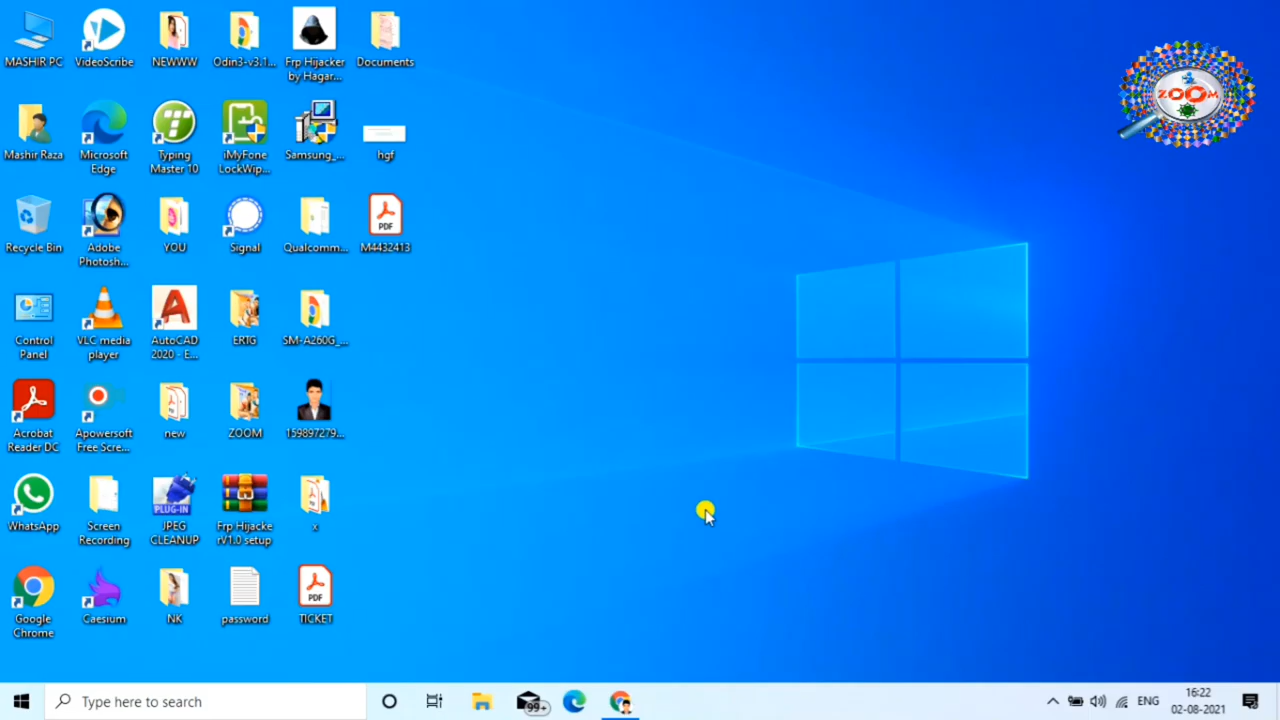 MASHIR PC
VideoScribe
NEWWW
Odin3-v3.1...
Frp Hijacker
by Hagar...
Documents
ZOOM
Mashir Raza
Microsoft
Edge
Typing
Master 10
iMyFone
LockWip...
Samsung_...
hgf
Recycle Bin
Adobe
Photosh...
YOU
Signal
Qualcomm...
PDF
M4432413
Control
Panel
VLC media
player
AutoCAD
2020 - E...
ERTG
SM-A260G_...
Acrobat
Reader DC
Apowersoft
Free Scre...
new
ZOOM
159897279...
WhatsApp
Screen
Recording
PLUG-IN
JPEG
CLEANUP
Frp Hijacke
rV1.0 setup
x
Google
Chrome
Caesium
NK
password
PDF
TICKET
Type here to search
99+
ENG
16:22
02-08-2021